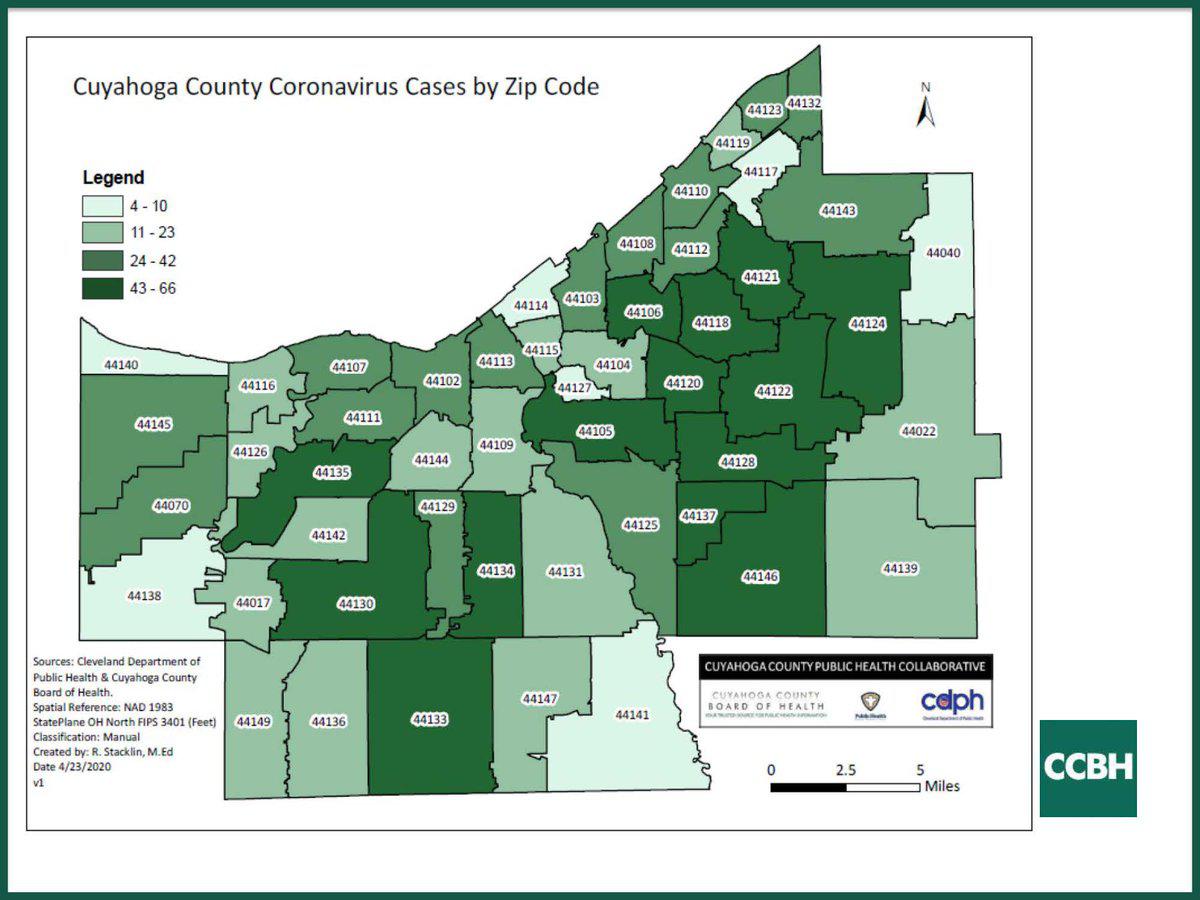 Cuyahoga County Coronavirus Cases by Zip Code
N
Legend
4 - 10
11 - 23
24 - 42
43 - 66
44123
44132
44119
44117
44110
44143
44040
44108
44112
44121
44114
44103
44106
44118
44124
44140
44116
44107
44102
44113
44115
44104
44127
44120
44122
44145
44111
44126
44109
44105
44022
44135
44144
44128
44070
44129
44142
44125
44137
44138
44017
44130
44134
44131
44146
44139
44149
44136
44133
44147
44141
Sources: Cleveland Department of
Public Health & Cuyahoga County
Board of Health.
Spatial Reference: NAD 1983
StatePlane OH North FIPS 3401 (Feet)
Classification: Manual
Created by: R. Stacklin, M.Ed
Date 4/23/2020
v1
CUYAHOGA COUNTY PUBLIC HEALTH COLLABORATIVE
CUYAHOGA COUNTY
BOARD OF HEALTH
YOUR TRUSTED SOURCE FOR PUBLIC HEALTH INFORMATION
Public Health
cdph
Cleveland Department of Public Health
0 2.5 5
Miles
CCBH